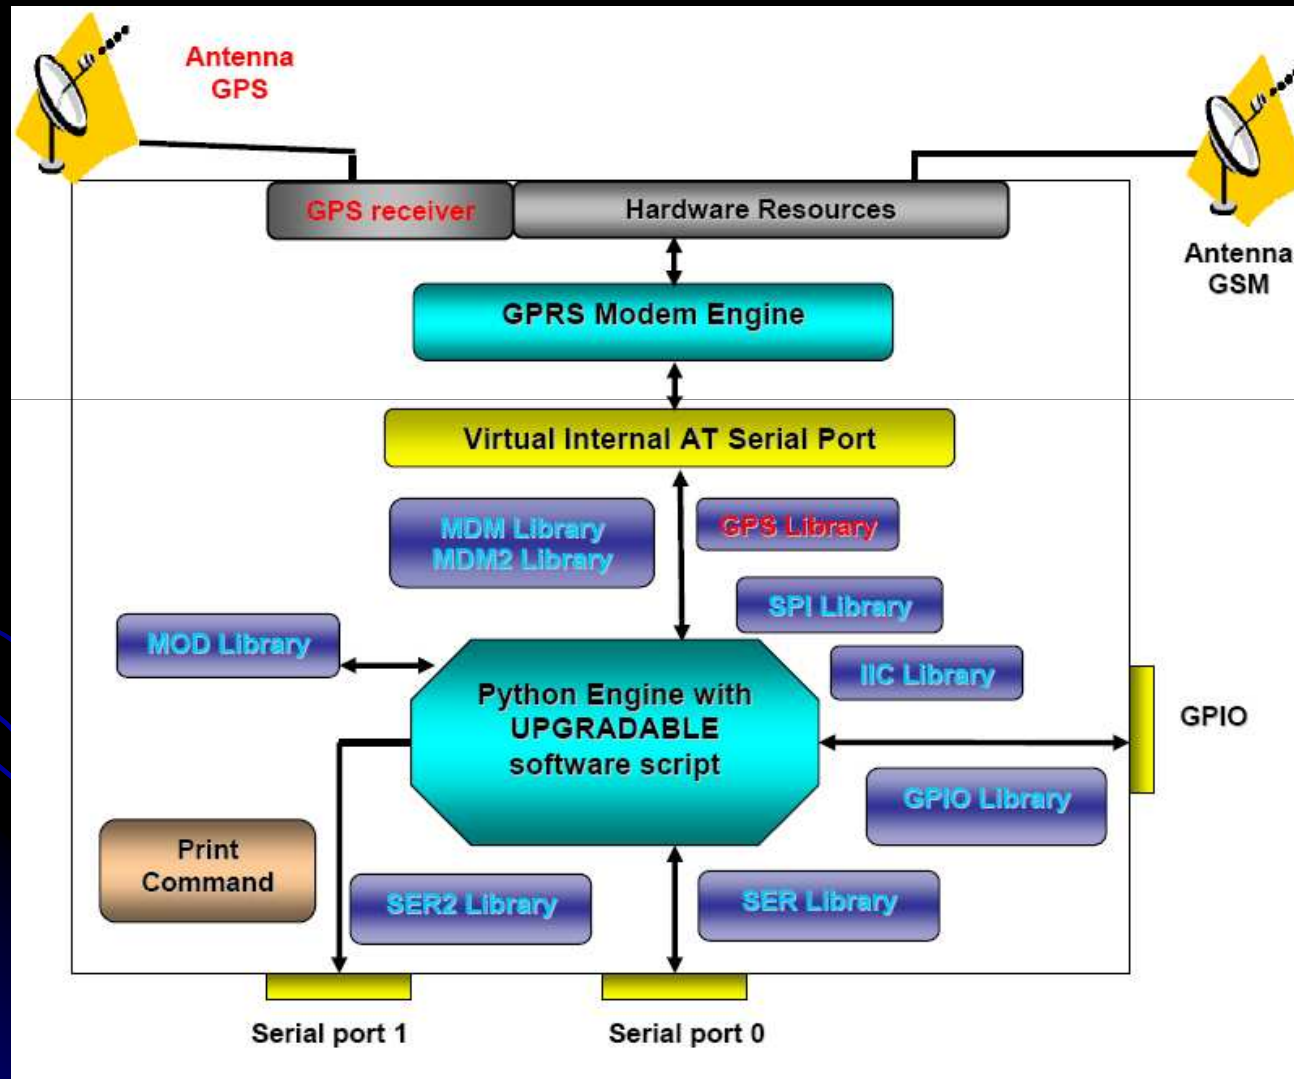 Antenna
GPS
GPS receiver
Hardware Resources
Antenna
GSM
GPRS Modem Engine
Virtual Internal AT Serial Port
MDM Library
MDM2 Library
GPS Library
SPI Library
MOD Library
IIC Library
Python Engine with
UPGRADABLE
software script
GPIO
GPIO Library
Print
Command
SER2 Library
SER Library
Serial port 1
Serial port 0